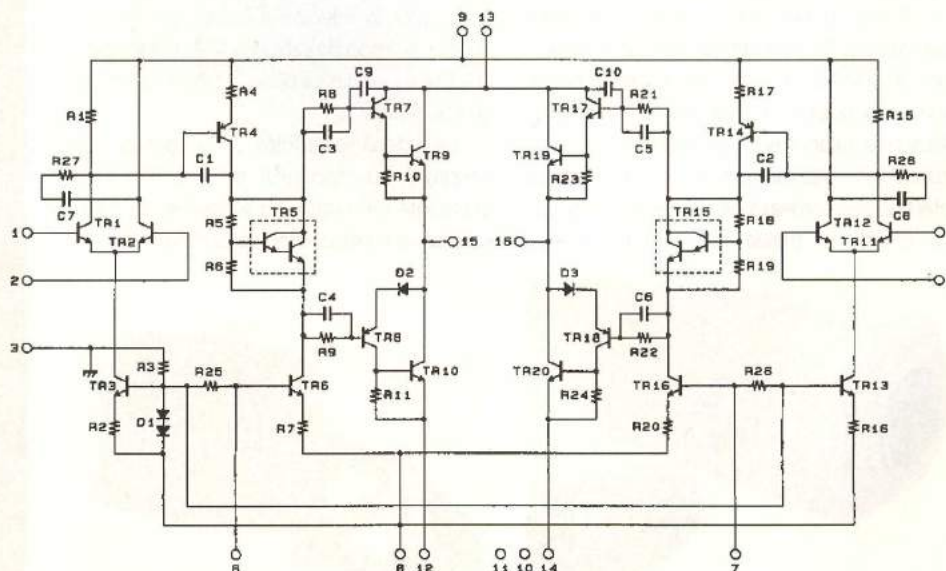 9 13
C9 C10
R4 R8 R21 R17
R1 TR7 TR17 R15
TR4 C3 C5 TR14
R27 C1 TR9 TR19 C2 R28
R10 R23
C7 TR1 TR2 R5 TR5 TR15 R18 TR12 TR11
1 15 16
R6 R19
2 D2 D3
C4 C6
3 R9 TR8 TR18 R22
R3 R25 R26
TR3 TR6 TR10 TR20 TR16 TR13
R11 R24
R2 D1 R7 R20 R16
8 12 11 10 14 7